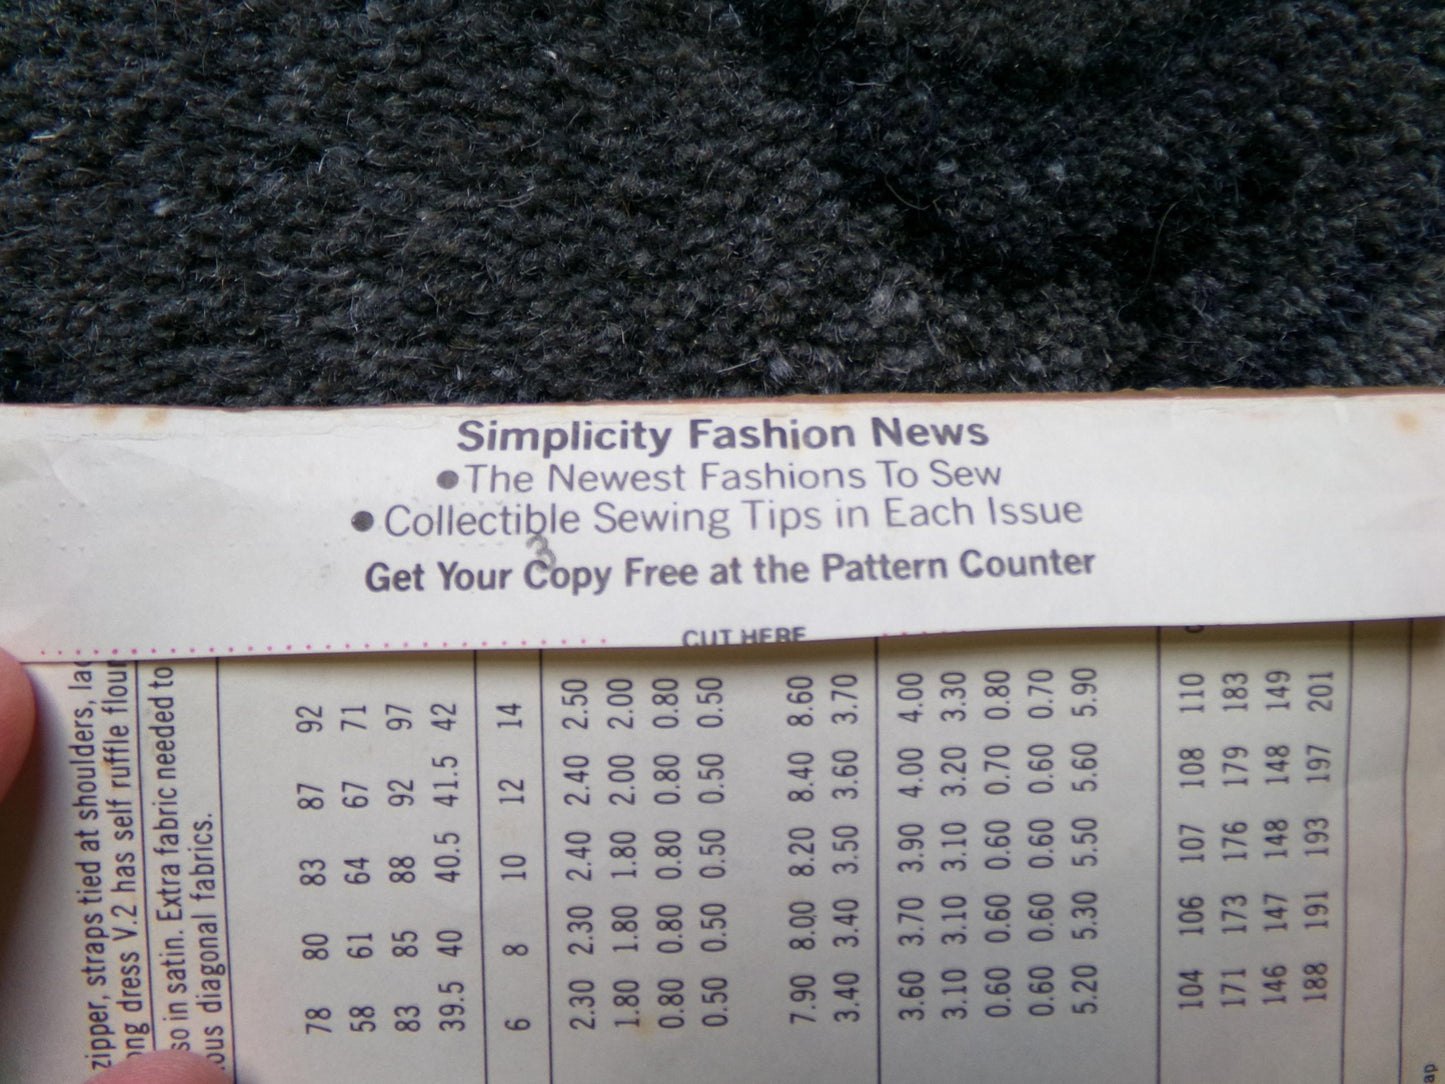 Simplicity Fashion News
●The Newest Fashions To Sew
●Collectible Sewing Tips in Each Issue
3
Get Your Copy Free at the Pattern Counter
CUT HERE
zipper, straps tied at shoulders,
dress V.2 has self ruffle
so in satin. Extra fabric needed to
diagonal fabrics.
78 80 83 87 92
58 61 64 67 71
83 85 88 92 97
39.5 40 40.5 41.5 42
6 8 10 12 14
2.30 2.30 2.40 2.40 2.50
1.80 1.80 1.80 2.00 2.00
0.80 0.80 0.80 0.80 0.80
0.50 0.50 0.50 0.50 0.50
7.90 8.00 8.20 8.40 8.60
3.40 3.40 3.50 3.60 3.70
3.60 3.70 3.90 4.00 4.00
3.10 3.10 3.10 3.20 3.30
0.60 0.60 0.60 0.70 0.80
0.60 0.60 0.60 0.60 0.70
5.20 5.30 5.50 5.60 5.90
104 106 107 108 110
171 173 176 179 183
146 147 148 148 149
188 191 193 197 201